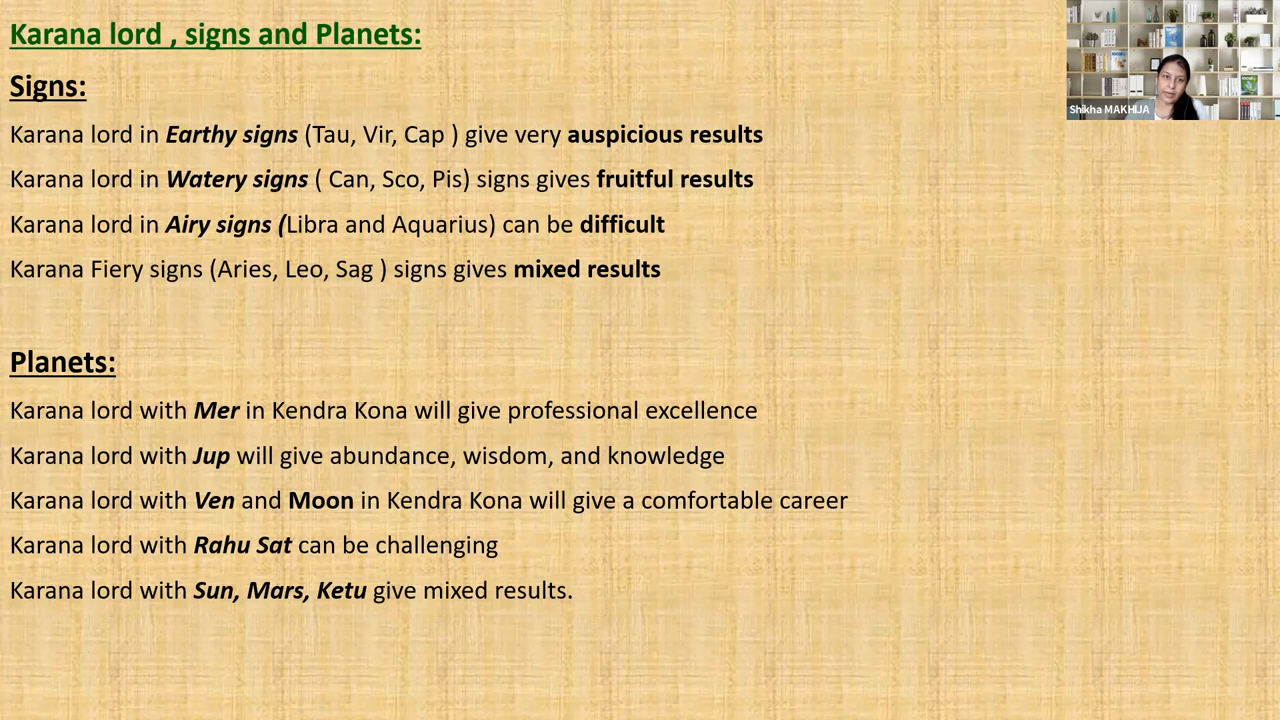 Karana lord , signs and Planets:
Signs:
Karana lord in Earthy signs (Tau, Vir, Cap ) give very auspicious results
Karana lord in Watery signs ( Can, Sco, Pis) signs gives fruitful results
Karana lord in Airy signs (Libra and Aquarius) can be difficult
Karana Fiery signs (Aries, Leo, Sag ) signs gives mixed results
Planets:
Karana lord with Mer in Kendra Kona will give professional excellence
Karana lord with Jup will give abundance, wisdom, and knowledge
Karana lord with Ven and Moon in Kendra Kona will give a comfortable career
Karana lord with Rahu Sat can be challenging
Karana lord with Sun, Mars, Ketu give mixed results.
Shikha MAKHIJA